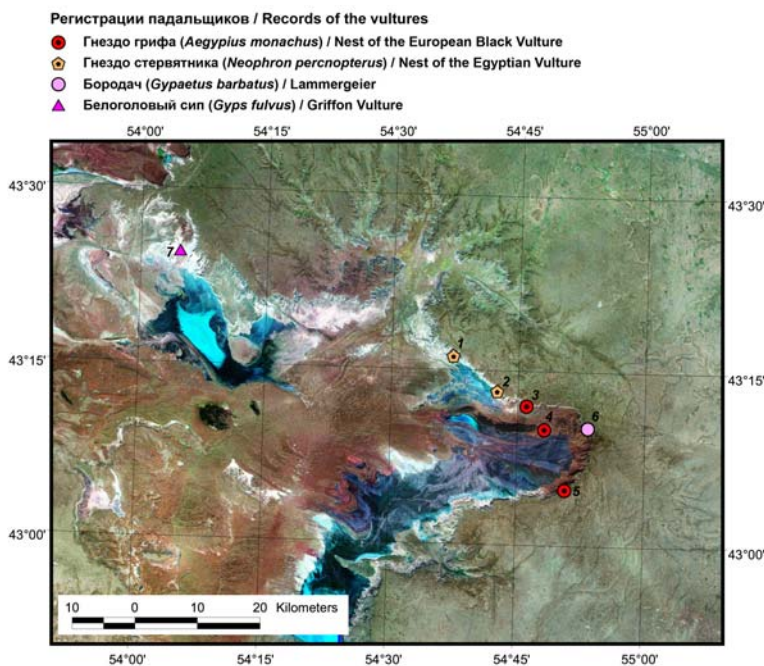 Регистрации падальщиков / Records of the vultures
Гнездо грифа (Aegypius monachus) / Nest of the European Black Vulture
Гнездо стервятника (Neophron percnopterus) / Nest of the Egyptian Vulture
Бородач (Gypaetus barbatus) / Lammergeier
Белоголовый сип (Gyps fulvus) / Griffon Vulture
54°00' 54°15' 54°30' 54°45' 55°00'
43°30' 43°30'
7
1
43°15' 43°15'
2
3
4 6
5
43°00' 43°00'
10 0 10 20 Kilometers
54°00' 54°15' 54°30' 54°45' 55°00'